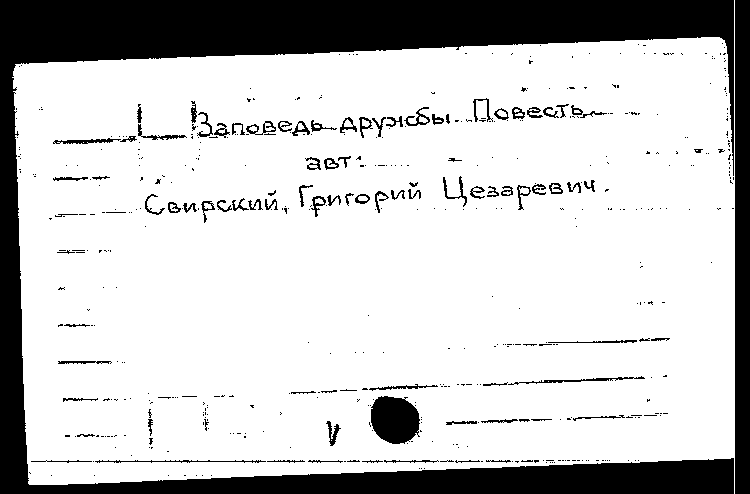 Заповедь дружбы. Повесть.
авт:
Свирский, Григорий Цезаревич.
v